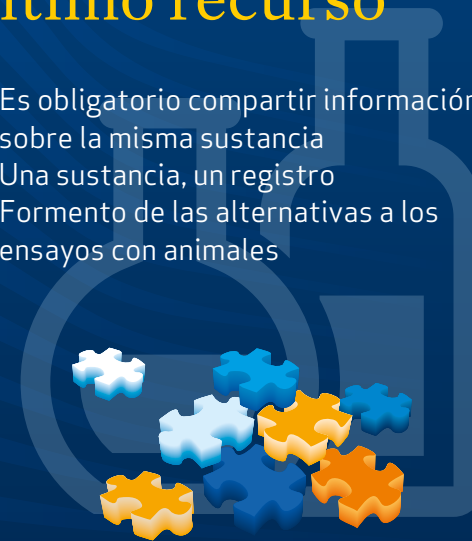 ltimo recurso
Es obligatorio compartir información
sobre la misma sustancia
Una sustancia, un registro
Formento de las alternativas a los
ensayos con animales